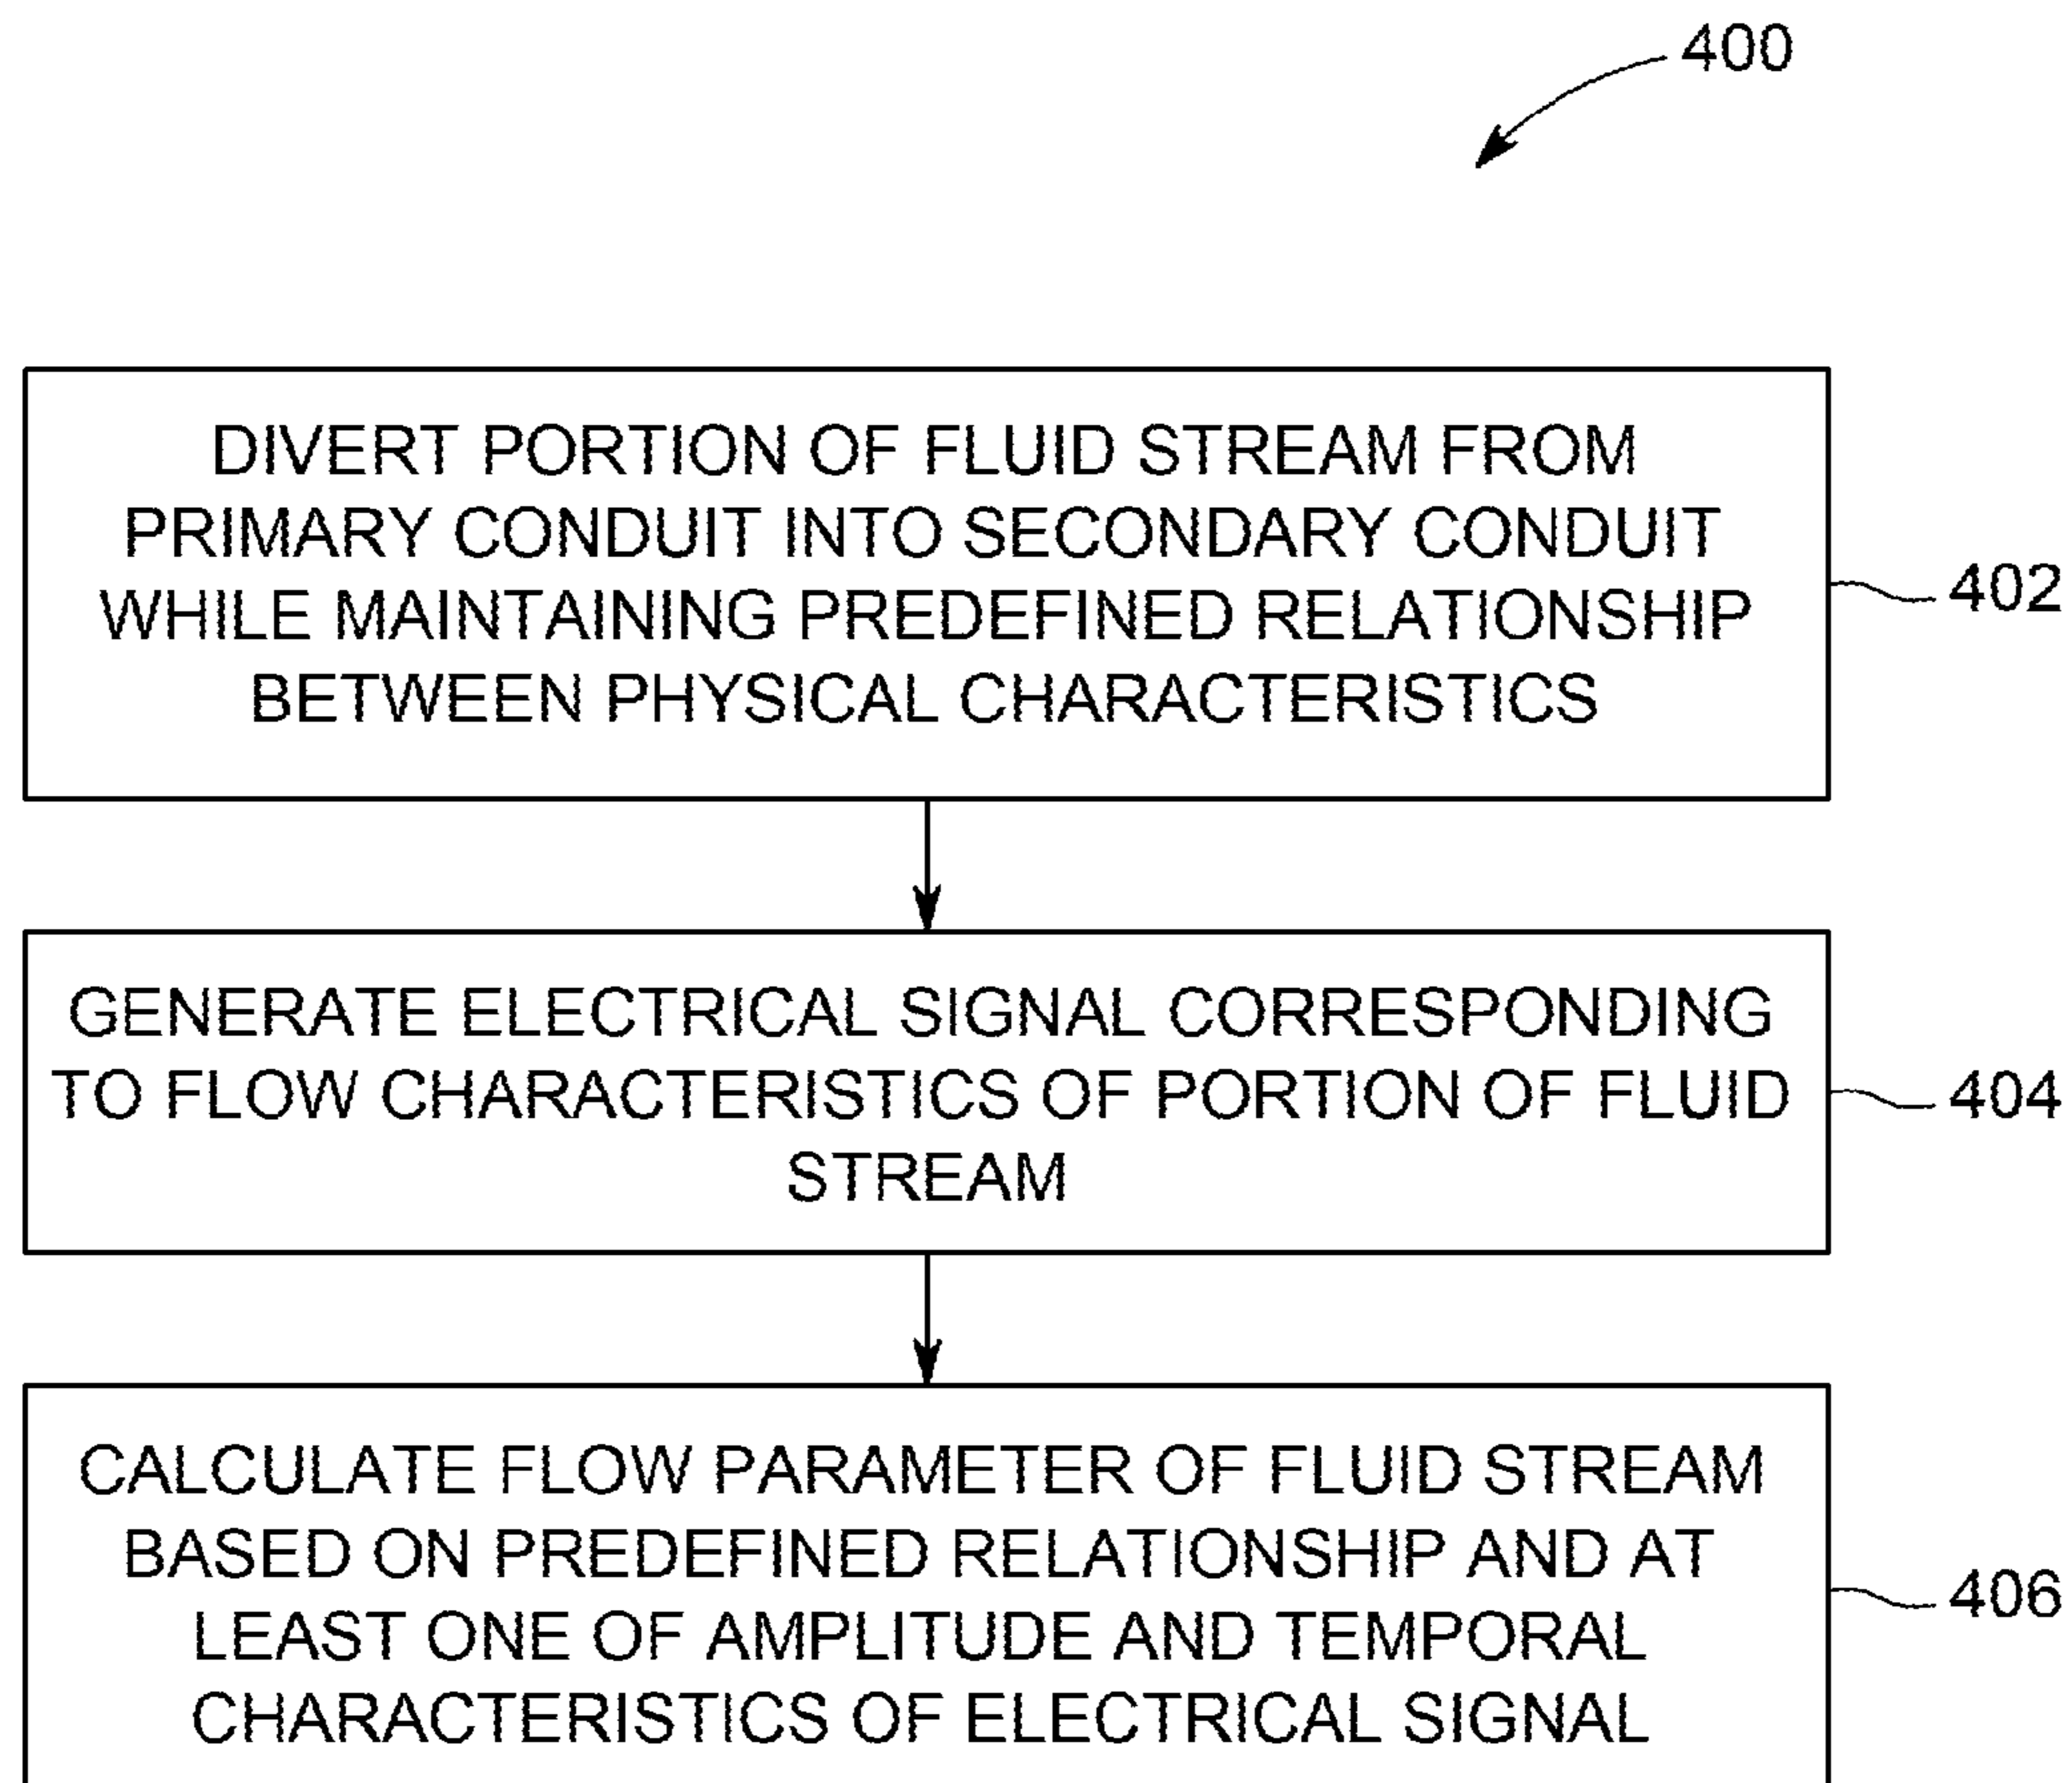 400
DIVERT PORTION OF FLUID STREAM FROM
PRIMARY CONDUIT INTO SECONDARY CONDUIT
WHILE MAINTAINING PREDEFINED RELATIONSHIP
BETWEEN PHYSICAL CHARACTERISTICS
402
GENERATE ELECTRICAL SIGNAL CORRESPONDING
TO FLOW CHARACTERISTICS OF PORTION OF FLUID
STREAM
404
CALCULATE FLOW PARAMETER OF FLUID STREAM
BASED ON PREDEFINED RELATIONSHIP AND AT
LEAST ONE OF AMPLITUDE AND TEMPORAL
CHARACTERISTICS OF ELECTRICAL SIGNAL
406